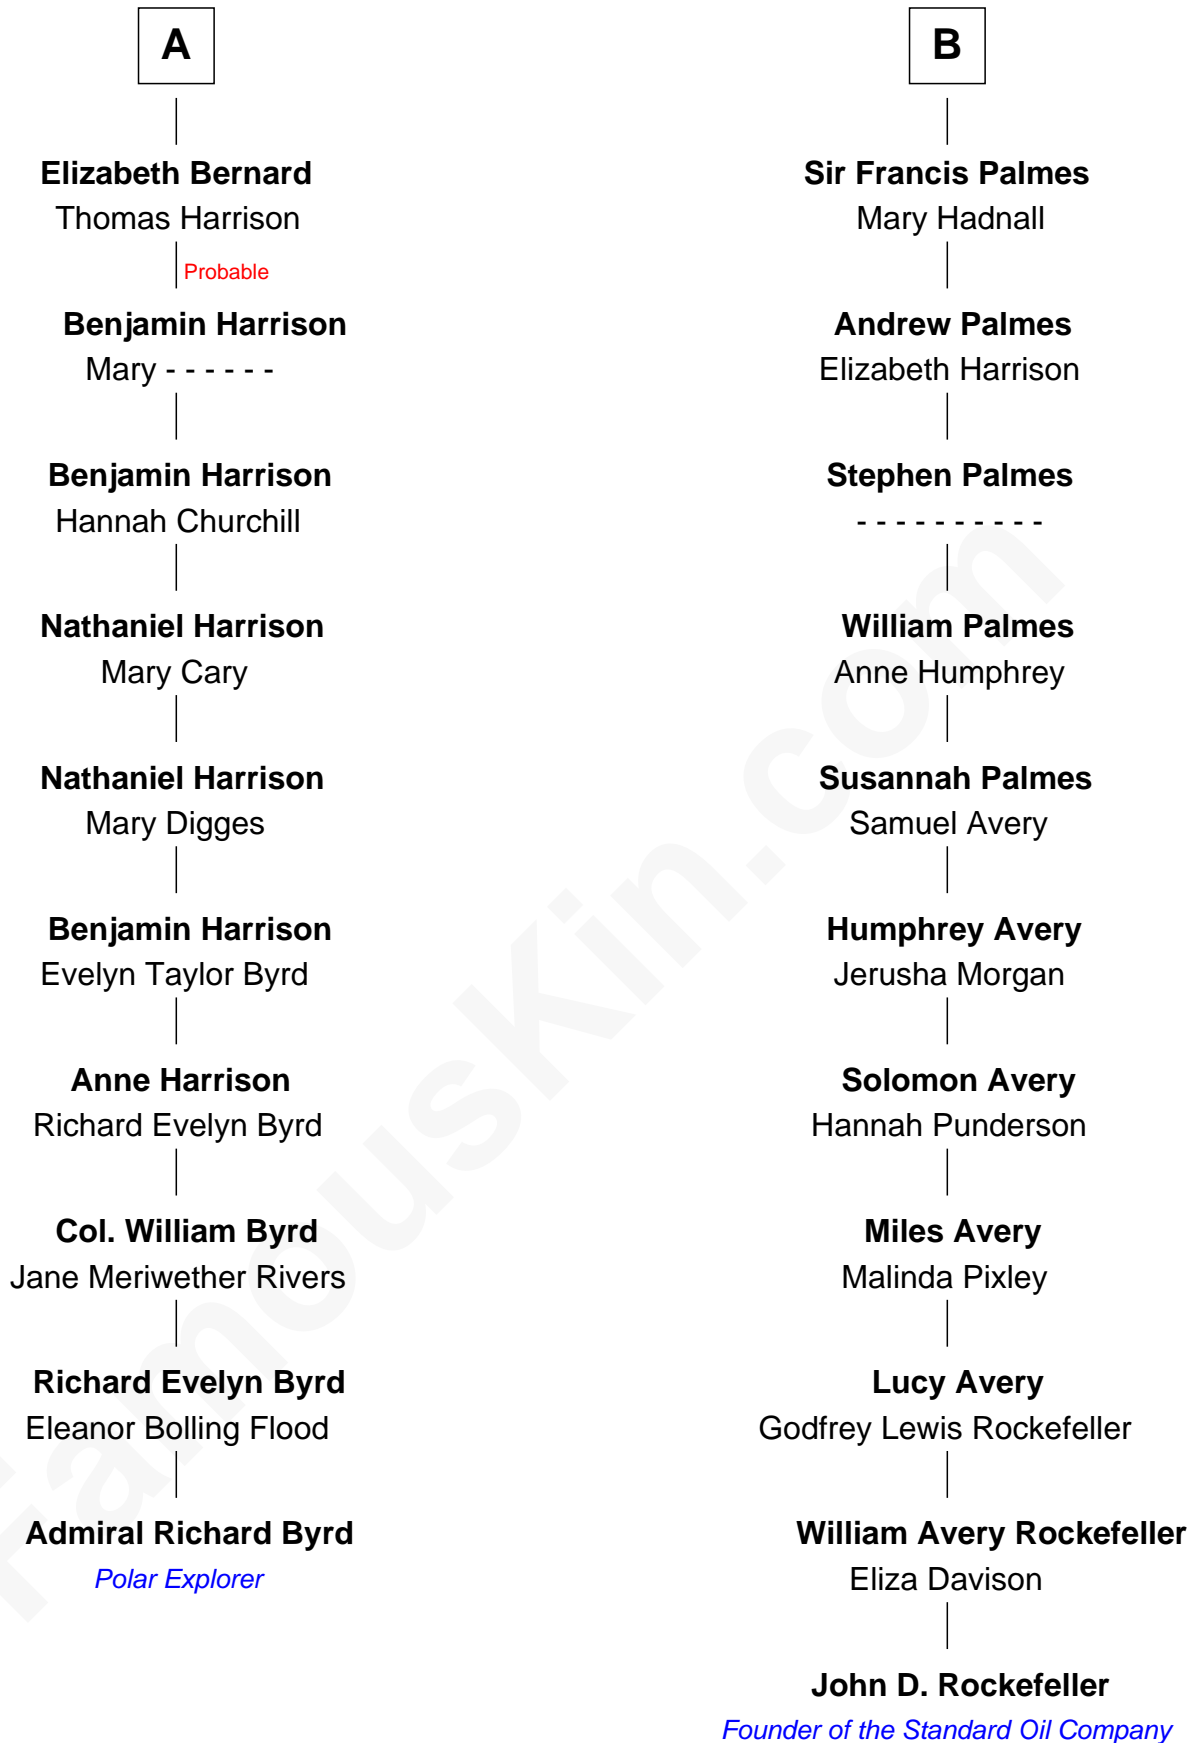 A
Elizabeth Bernard
Thomas Harrison
Probable
Benjamin Harrison
Mary - - - - - -
Benjamin Harrison
Hannah Churchill
Nathaniel Harrison
Mary Cary
Nathaniel Harrison
Mary Digges
Benjamin Harrison
Evelyn Taylor Byrd
Anne Harrison
Richard Evelyn Byrd
Col. William Byrd
Jane Meriwether Rivers
Richard Evelyn Byrd
Eleanor Bolling Flood
Admiral Richard Byrd
Polar Explorer
B
Sir Francis Palmes
Mary Hadnall
Andrew Palmes
Elizabeth Harrison
Stephen Palmes
- - - - - - - - - -
William Palmes
Anne Humphrey
Susannah Palmes
Samuel Avery
Humphrey Avery
Jerusha Morgan
Solomon Avery
Hannah Punderson
Miles Avery
Malinda Pixley
Lucy Avery
Godfrey Lewis Rockefeller
William Avery Rockefeller
Eliza Davison
John D. Rockefeller
Founder of the Standard Oil Company
FamousKin.com